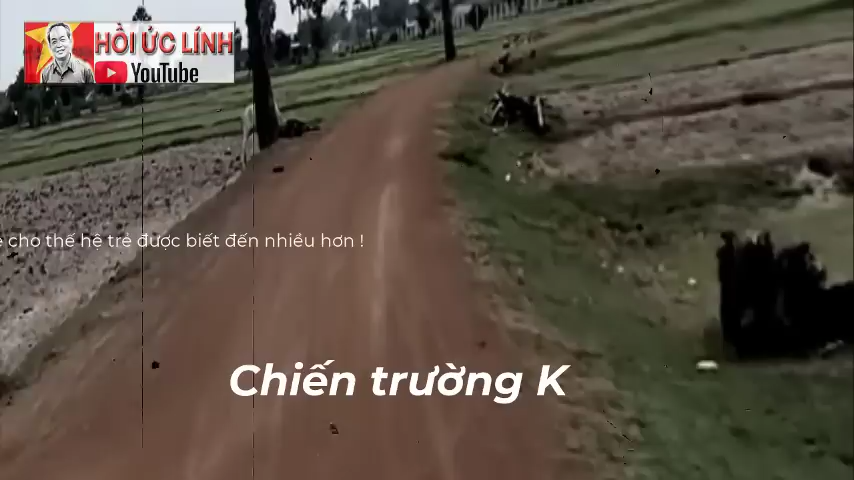 HỒI ỨC LÍNH
YouTube
cho thế hệ trẻ được biết đến nhiều hơn !
Chiến trường K